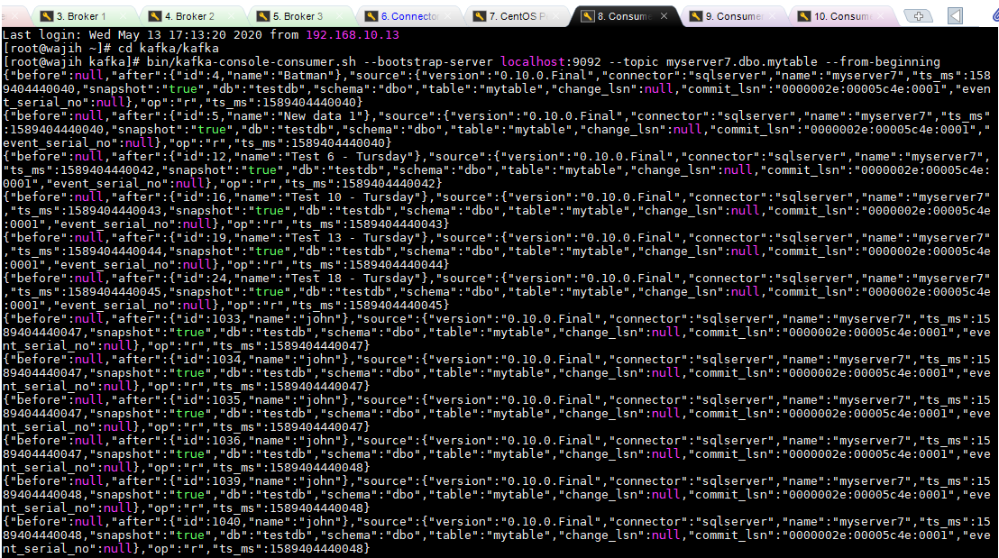 3. Broker 1
4. Broker 2
5. Broker 3
6. Connecto
7. CentOS P
8. Consume
9. Consumer
10. Consuma
Last login: Wed May 13 17:13:20 2020 from 192.168.10.13
[root@wajih ~]# cd kafka/kafka
[root@wajih kafka]# bin/kafka-console-consumer.sh --bootstrap-server localhost:9092 --topic myserver7.dbo.mytable --from-beginning
{"before":null,"after":{"id":4,"name":"Batman"},"source":{"version":"0.10.0.Final","connector":"sqlserver","name":"myserver7","ts_ms":158
9404440040,"snapshot":"true","db":"testdb","schema":"dbo","table":"mytable","change_lsn":null,"commit_lsn":"0000002e:00005c4e:0001","even
t_serial_no":null},"op":"r","ts_ms":1589404440040}
{"before":null,"after":{"id":5,"name":"New data 1"},"source":{"version":"0.10.0.Final","connector":"sqlserver","name":"myserver7","ts_ms"
:1589404440040,"snapshot":"true","db":"testdb","schema":"dbo","table":"mytable","change_lsn":null,"commit_lsn":"0000002e:00005c4e:0001","
event_serial_no":null},"op":"r","ts_ms":1589404440040}
{"before":null,"after":{"id":12,"name":"Test 6 - Tursday"},"source":{"version":"0.10.0.Final","connector":"sqlserver","name":"myserver7",
"ts_ms":1589404440042,"snapshot":"true","db":"testdb","schema":"dbo","table":"mytable","change_lsn":null,"commit_lsn":"0000002e:00005c4e:
0001","event_serial_no":null},"op":"r","ts_ms":1589404440042}
{"before":null,"after":{"id":16,"name":"Test 10 - Tursday"},"source":{"version":"0.10.0.Final","connector":"sqlserver","name":"myserver7"
,"ts_ms":1589404440043,"snapshot":"true","db":"testdb","schema":"dbo","table":"mytable","change_lsn":null,"commit_lsn":"0000002e:00005c4e
:0001","event_serial_no":null},"op":"r","ts_ms":1589404440043}
{"before":null,"after":{"id":19,"name":"Test 13 - Tursday"},"source":{"version":"0.10.0.Final","connector":"sqlserver","name":"myserver7"
,"ts_ms":1589404440044,"snapshot":"true","db":"testdb","schema":"dbo","table":"mytable","change_lsn":null,"commit_lsn":"0000002e:00005c4e
:0001","event_serial_no":null},"op":"r","ts_ms":1589404440044}
{"before":null,"after":{"id":24,"name":"Test 18 - Tursday"},"source":{"version":"0.10.0.Final","connector":"sqlserver","name":"myserver7"
,"ts_ms":1589404440045,"snapshot":"true","db":"testdb","schema":"dbo","table":"mytable","change_lsn":null,"commit_lsn":"0000002e:00005c4e
:0001","event_serial_no":null},"op":"r","ts_ms":1589404440045}
{"before":null,"after":{"id":1033,"name":"john"},"source":{"version":"0.10.0.Final","connector":"sqlserver","name":"myserver7","ts_ms":15
89404440047,"snapshot":"true","db":"testdb","schema":"dbo","table":"mytable","change_lsn":null,"commit_lsn":"0000002e:00005c4e:0001","eve
nt_serial_no":null},"op":"r","ts_ms":1589404440047}
{"before":null,"after":{"id":1034,"name":"john"},"source":{"version":"0.10.0.Final","connector":"sqlserver","name":"myserver7","ts_ms":15
89404440047,"snapshot":"true","db":"testdb","schema":"dbo","table":"mytable","change_lsn":null,"commit_lsn":"0000002e:00005c4e:0001","eve
nt_serial_no":null},"op":"r","ts_ms":1589404440047}
{"before":null,"after":{"id":1035,"name":"john"},"source":{"version":"0.10.0.Final","connector":"sqlserver","name":"myserver7","ts_ms":15
89404440047,"snapshot":"true","db":"testdb","schema":"dbo","table":"mytable","change_lsn":null,"commit_lsn":"0000002e:00005c4e:0001","eve
nt_serial_no":null},"op":"r","ts_ms":1589404440047}
{"before":null,"after":{"id":1036,"name":"john"},"source":{"version":"0.10.0.Final","connector":"sqlserver","name":"myserver7","ts_ms":15
89404440047,"snapshot":"true","db":"testdb","schema":"dbo","table":"mytable","change_lsn":null,"commit_lsn":"0000002e:00005c4e:0001","eve
nt_serial_no":null},"op":"r","ts_ms":1589404440048}
{"before":null,"after":{"id":1039,"name":"john"},"source":{"version":"0.10.0.Final","connector":"sqlserver","name":"myserver7","ts_ms":15
89404440048,"snapshot":"true","db":"testdb","schema":"dbo","table":"mytable","change_lsn":null,"commit_lsn":"0000002e:00005c4e:0001","eve
nt_serial_no":null},"op":"r","ts_ms":1589404440048}
{"before":null,"after":{"id":1040,"name":"john"},"source":{"version":"0.10.0.Final","connector":"sqlserver","name":"myserver7","ts_ms":15
89404440048,"snapshot":"true","db":"testdb","schema":"dbo","table":"mytable","change_lsn":null,"commit_lsn":"0000002e:00005c4e:0001","eve
nt_serial_no":null},"op":"r","ts_ms":1589404440048}